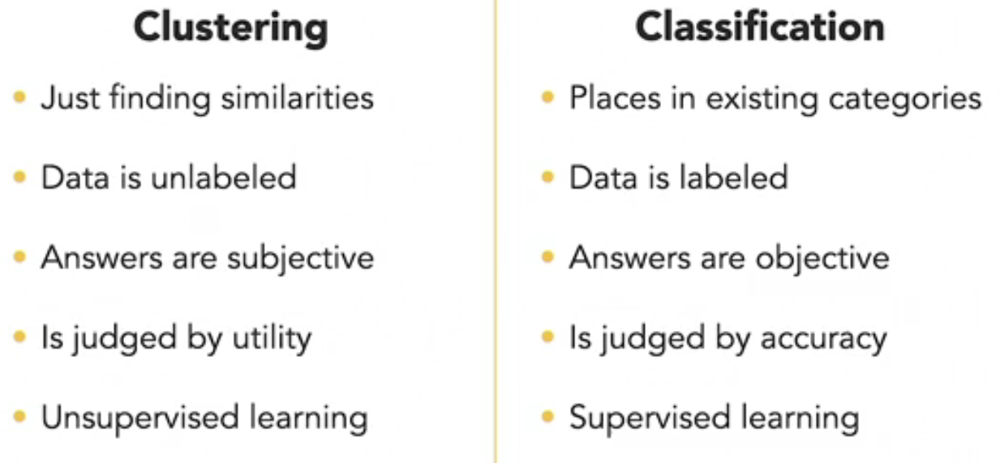 Clustering
• Just finding similarities
• Data is unlabeled
• Answers are subjective
• Is judged by utility
• Unsupervised learning
Classification
• Places in existing categories
• Data is labeled
• Answers are objective
• Is judged by accuracy
• Supervised learning